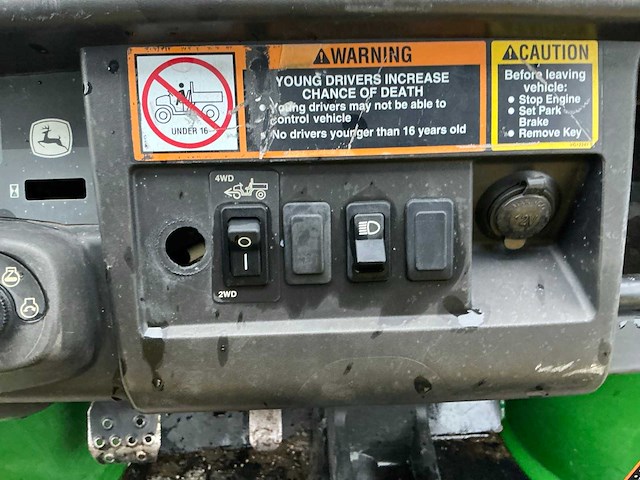 WARNING
YOUNG DRIVERS INCREASE
CHANCE OF DEATH
● Young drivers may not be able to
control vehicle
● No drivers younger than 16 years old
UNDER 16
CAUTION
Before leaving
vehicle:
● Stop Engine
● Set Park
Brake
● Remove Key
4WD
O
I
2WD